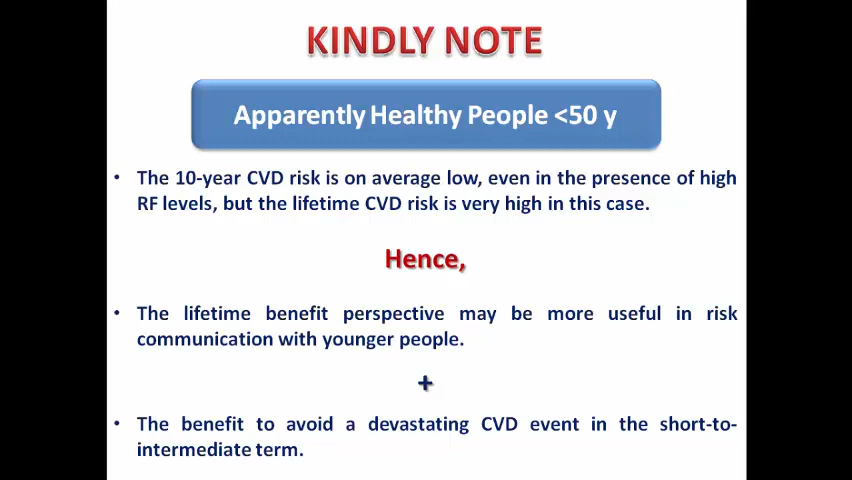 KINDLY NOTE
Apparently Healthy People <50 y
• The 10-year CVD risk is on average low, even in the presence of high
RF levels, but the lifetime CVD risk is very high in this case.
Hence,
• The lifetime benefit perspective may be more useful in risk
communication with younger people.
+
• The benefit to avoid a devastating CVD event in the short-to-
intermediate term.